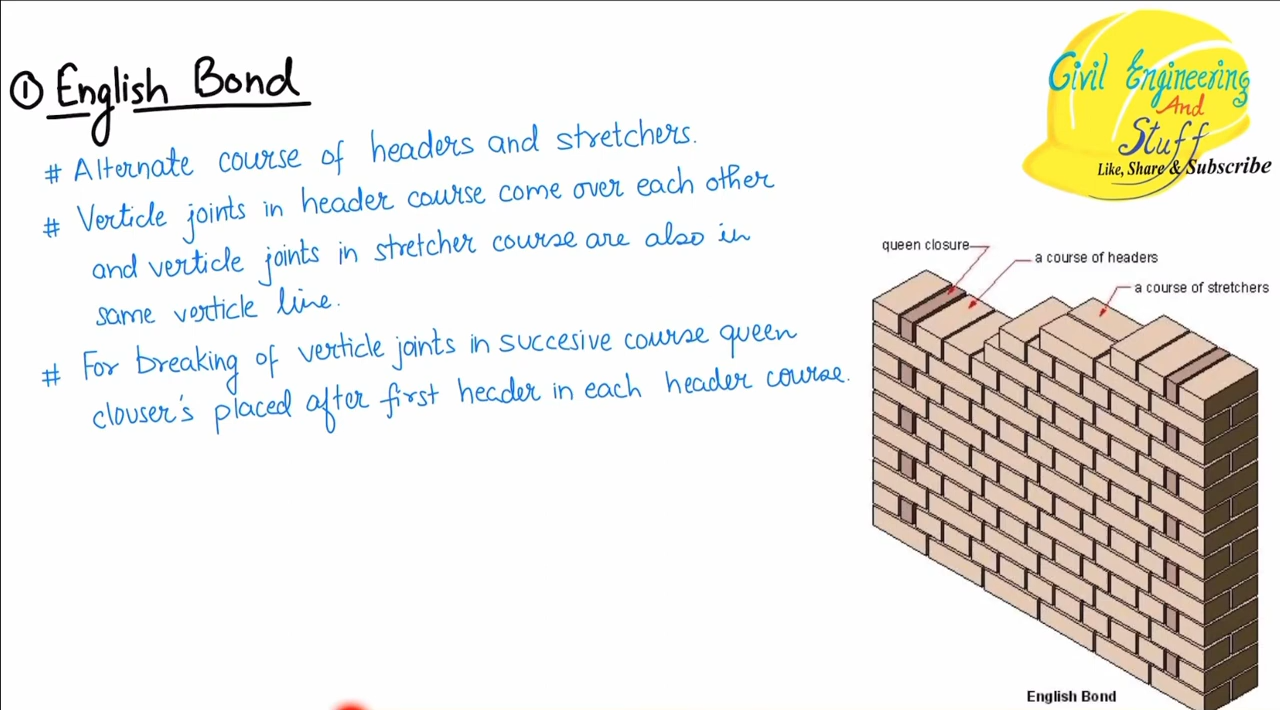 ① English Bond
# Alternate course of headers and stretchers.
# Verticle joints in header course come over each other
and verticle joints in stretcher course are also in
same verticle line.
# For breaking of verticle joints in succesive course queen
clouser's placed after first header in each header course.
Civil Engineering
And
Stuff
Like, Share & Subscribe
queen closure
a course of headers
a course of stretchers
English Bond